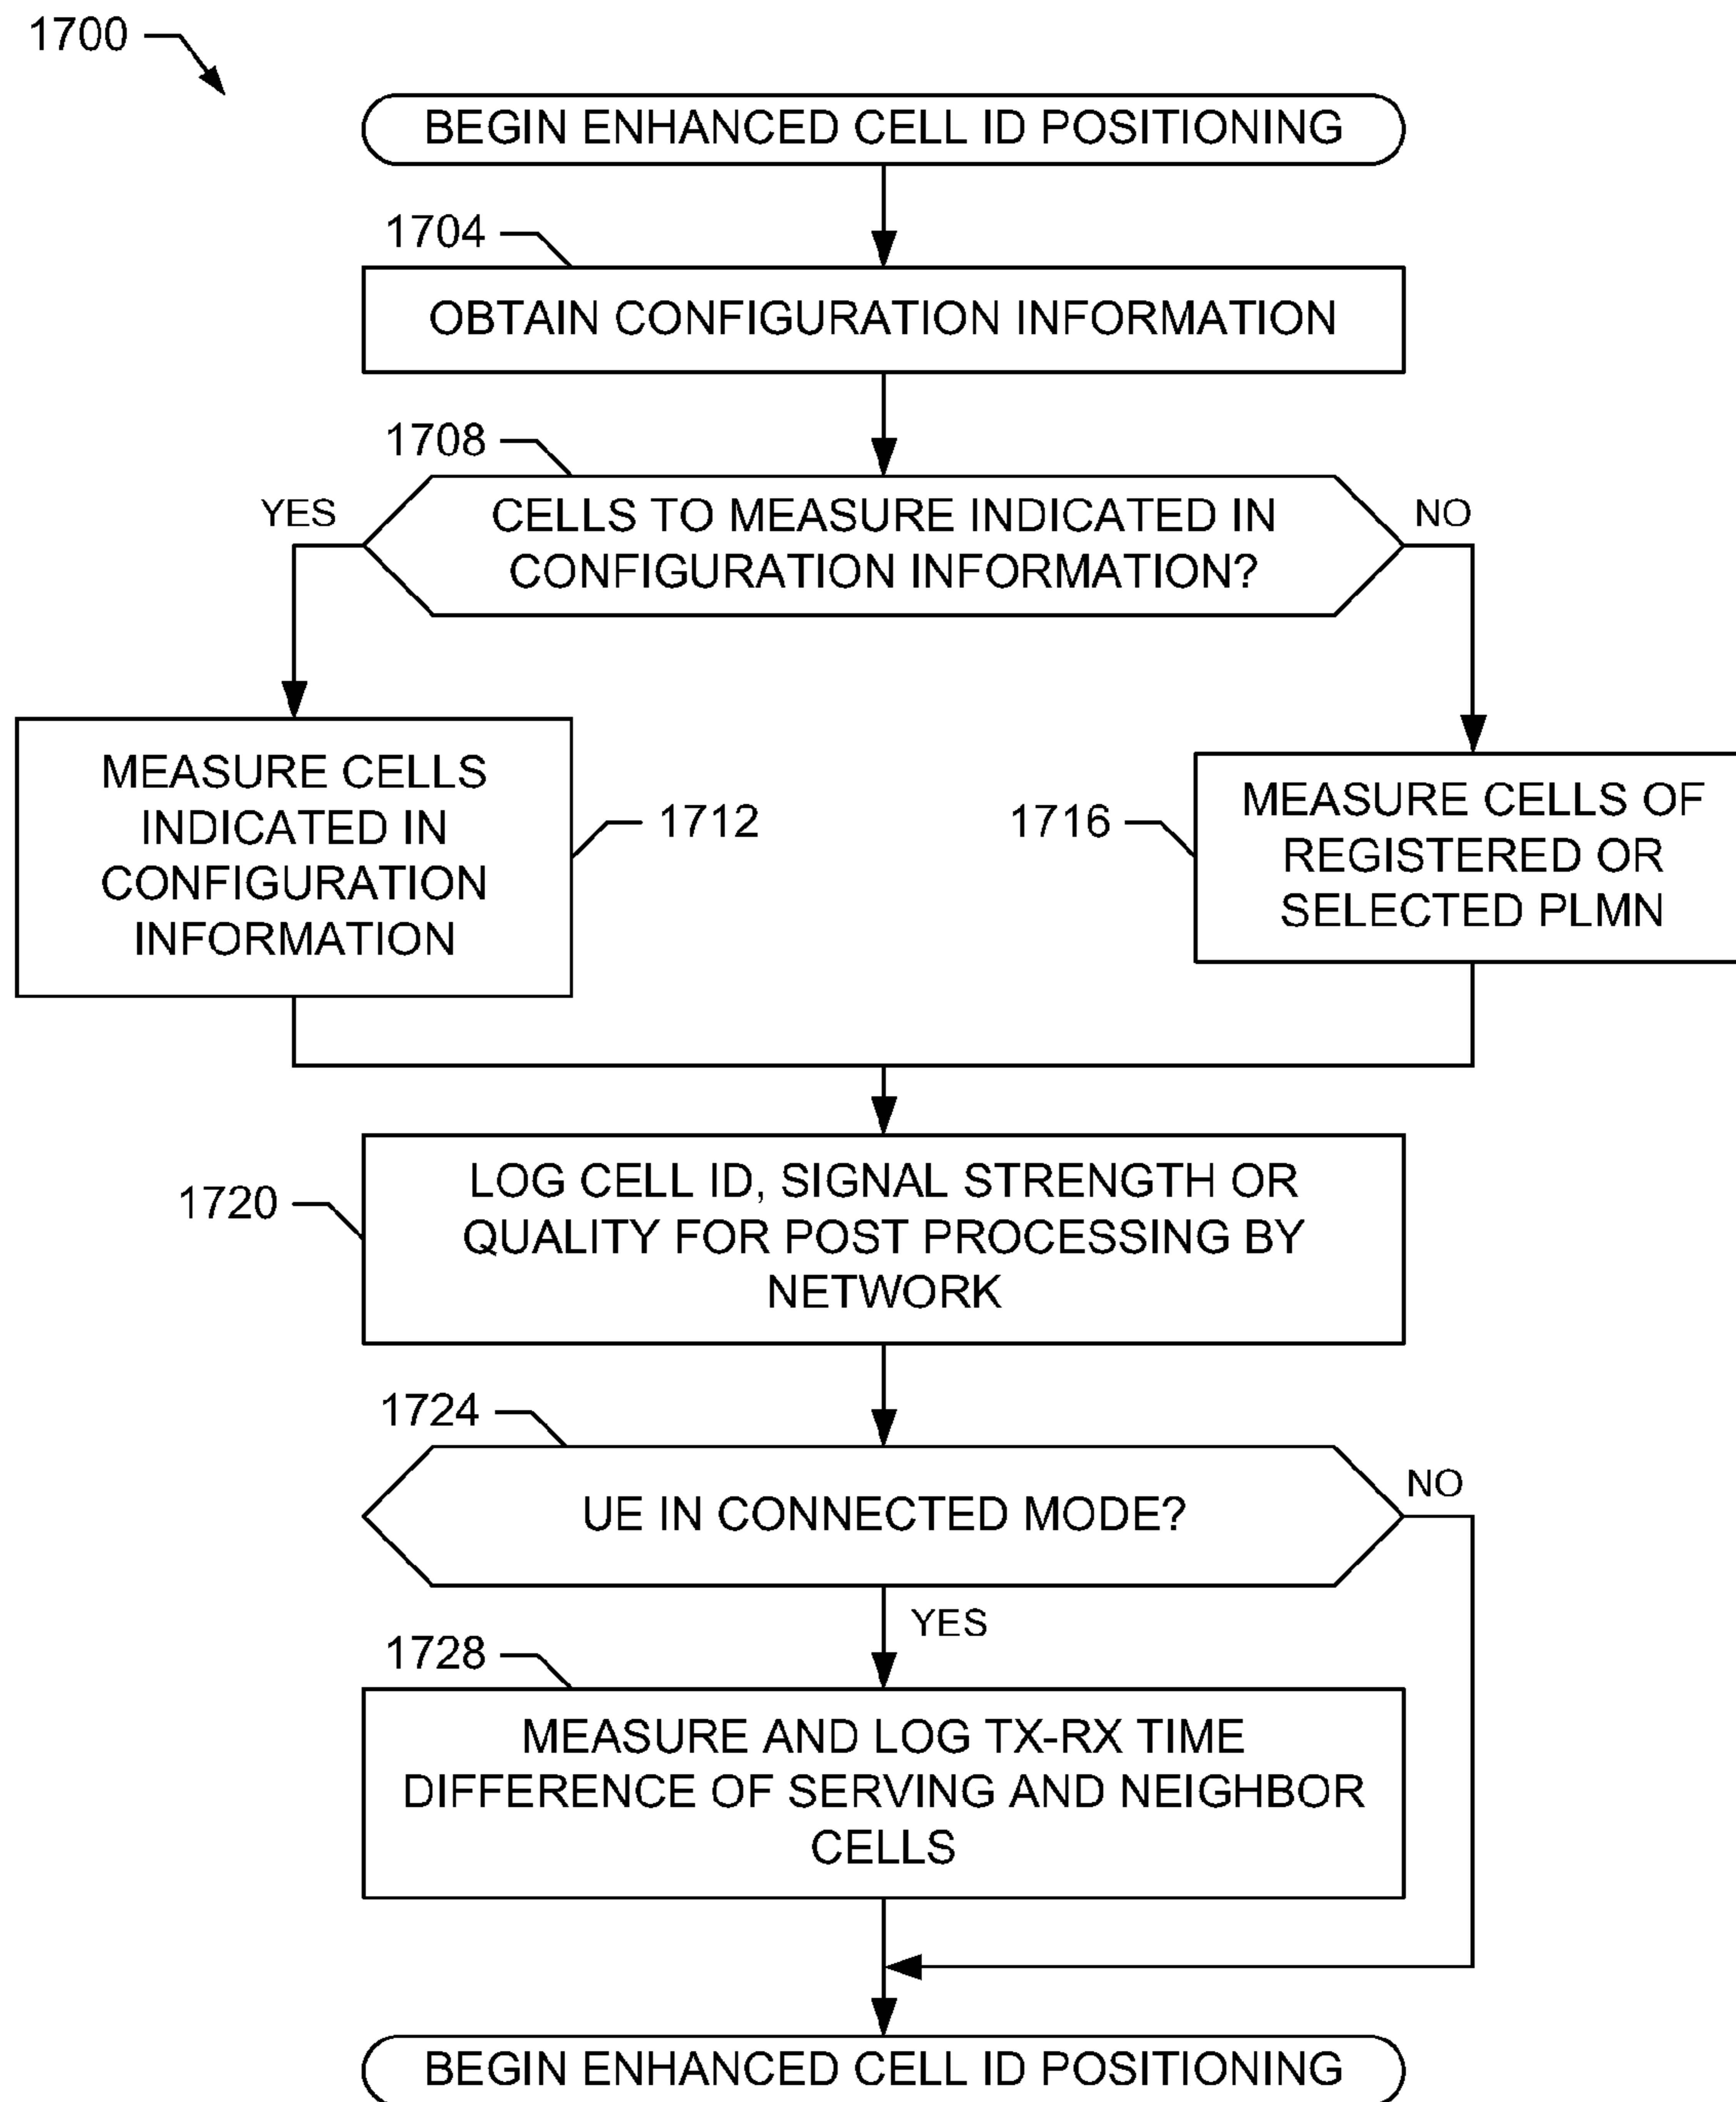 1700
BEGIN ENHANCED CELL ID POSITIONING
1704
OBTAIN CONFIGURATION INFORMATION
1708
YES
CELLS TO MEASURE INDICATED IN
CONFIGURATION INFORMATION?
NO
MEASURE CELLS
INDICATED IN
CONFIGURATION
INFORMATION
1712
1716
MEASURE CELLS OF
REGISTERED OR
SELECTED PLMN
1720
LOG CELL ID, SIGNAL STRENGTH OR
QUALITY FOR POST PROCESSING BY
NETWORK
1724
UE IN CONNECTED MODE?
NO
YES
1728
MEASURE AND LOG TX-RX TIME
DIFFERENCE OF SERVING AND NEIGHBOR
CELLS
BEGIN ENHANCED CELL ID POSITIONING